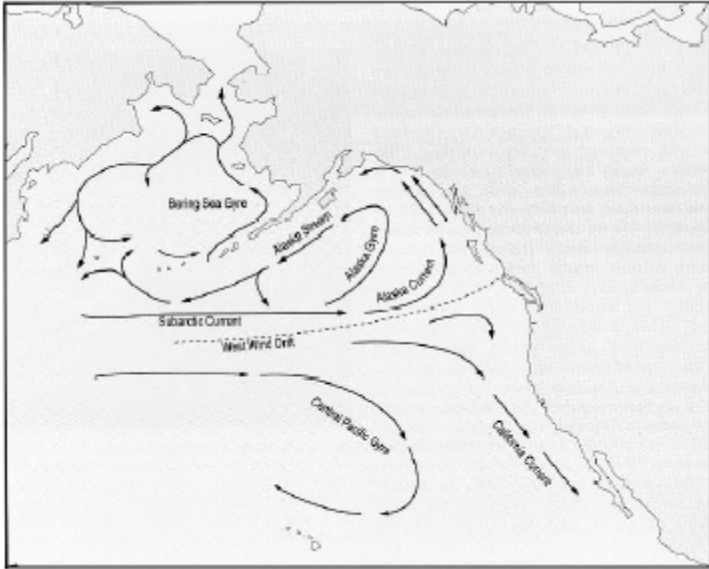 Bering Sea Gyre
Alaska Stream
Alaska Gyre
Alaska Current
Subarctic Current
West Wind Drift
Central Pacific Gyre
California Current